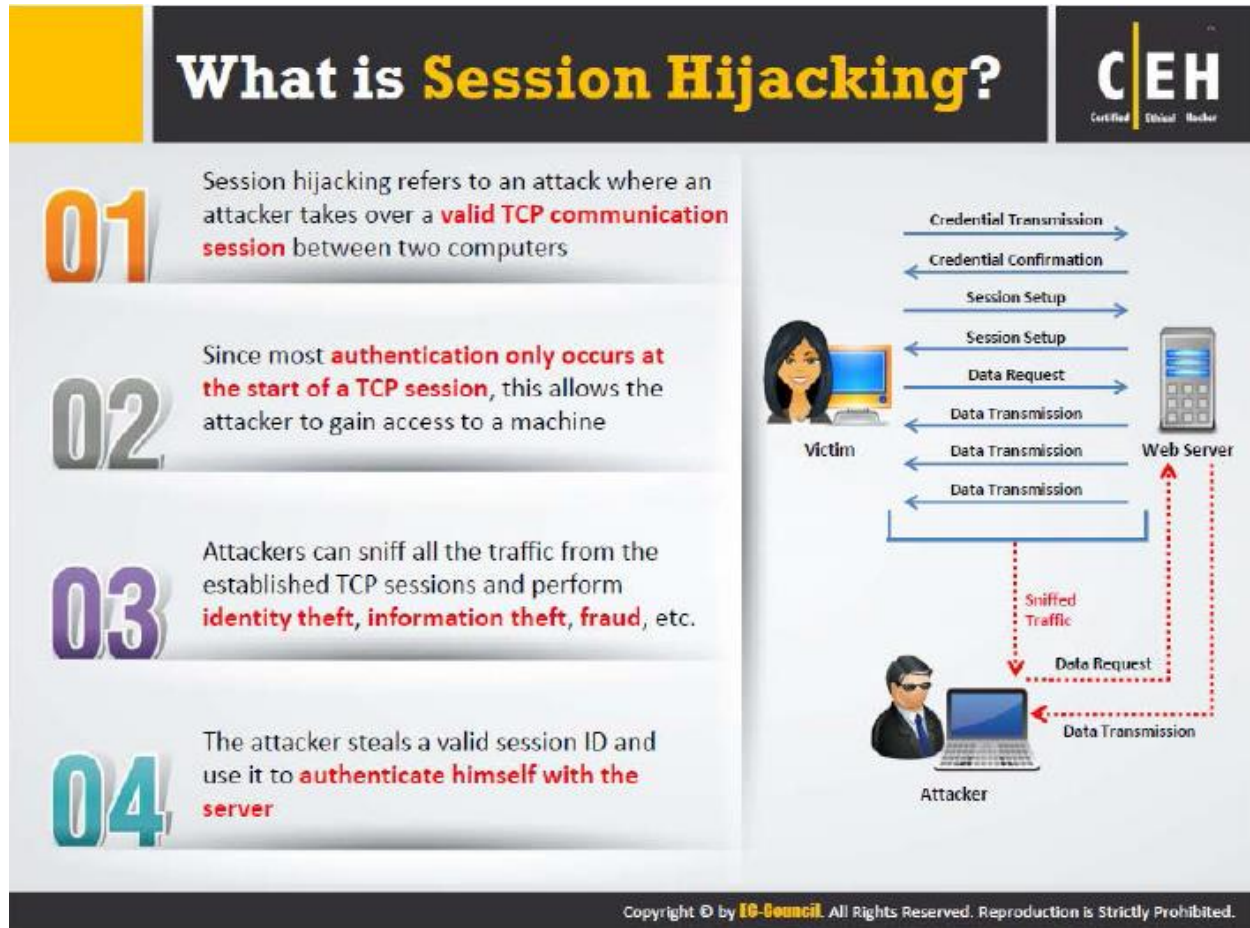 What is Session Hijacking?
C EH
Certified Ethical Hacker
01
Session hijacking refers to an attack where an
attacker takes over a valid TCP communication
session between two computers
02
Since most authentication only occurs at
the start of a TCP session, this allows the
attacker to gain access to a machine
03
Attackers can sniff all the traffic from the
established TCP sessions and perform
identity theft, information theft, fraud, etc.
04
The attacker steals a valid session ID and
use it to authenticate himself with the
server
Credential Transmission
Credential Confirmation
Session Setup
Session Setup
Data Request
Data Transmission
Data Transmission
Data Transmission
Victim
Web Server
Sniffed
Traffic
Data Request
Data Transmission
Attacker
Copyright © by EG-Council. All Rights Reserved. Reproduction is Strictly Prohibited.